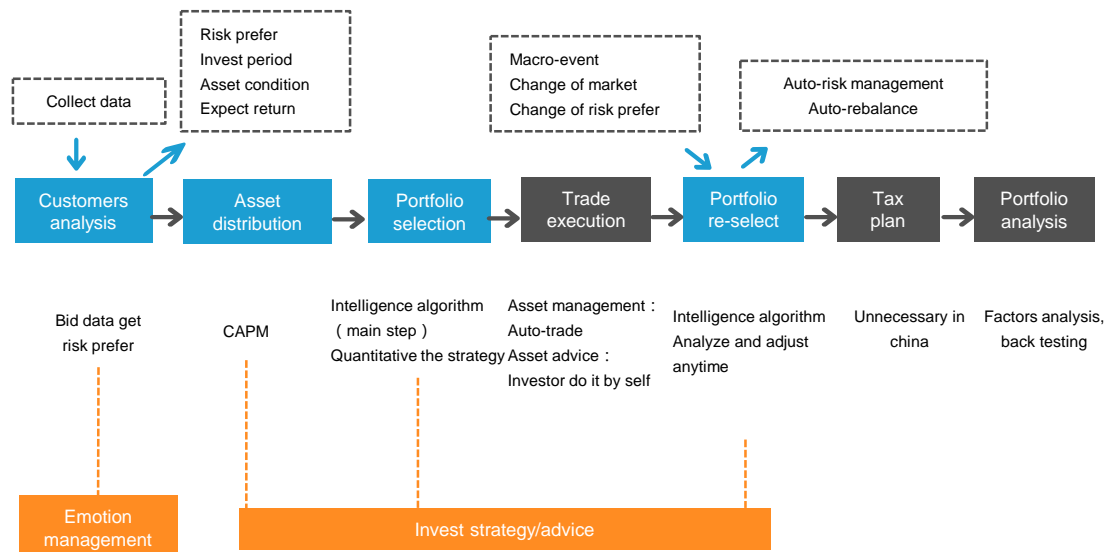 Collect data
Risk prefer
Invest period
Asset condition
Expect return
Macro-event
Change of market
Change of risk prefer
Auto-risk management
Auto-rebalance
Customers
analysis
Asset
distribution
Portfolio
selection
Trade
execution
Portfolio
re-select
Tax
plan
Portfolio
analysis
Bid data get
risk prefer
CAPM
Intelligence algorithm
（main step）
Quantitative the strategy
Asset management：
Auto-trade
Asset advice：
Investor do it by self
Intelligence algorithm
Analyze and adjust
anytime
Unnecessary in
china
Factors analysis,
back testing
Emotion
management
Invest strategy/advice